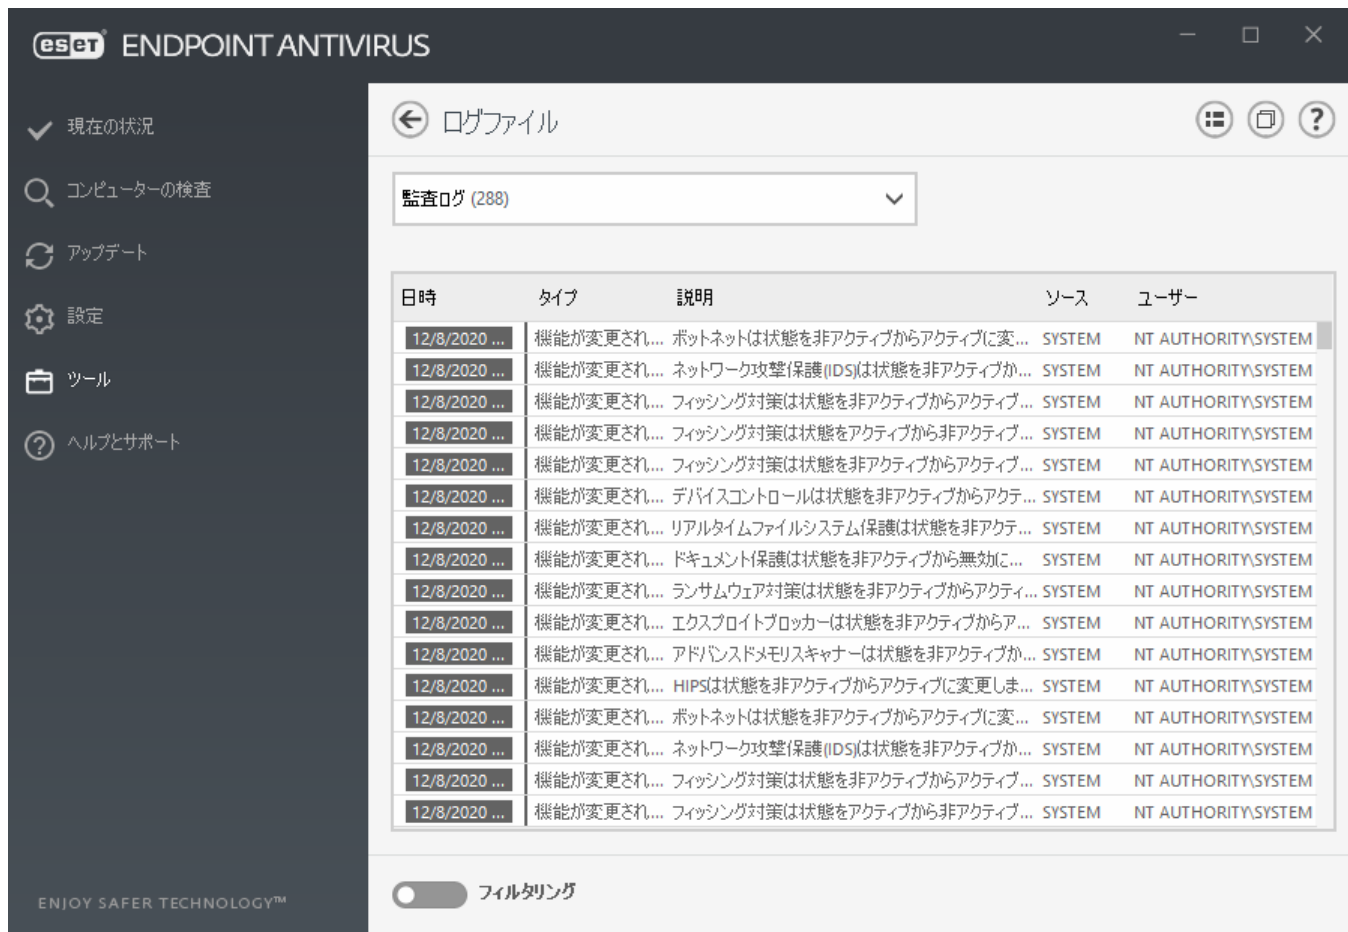 eset ENDPOINT ANTIVIRUS
現在の状況
コンピューターの検査
アップデート
設定
ツール
ヘルプとサポート
ENJOY SAFER TECHNOLOGY™
ログファイル
監査ログ (288)
日時 タイプ 説明 ソース ユーザー
12/8/2020 ... 機能が変更され... ボットネットは状態を非アクティブからアクティブに変... SYSTEM NT AUTHORITY\SYSTEM
12/8/2020 ... 機能が変更され... ネットワーク攻撃保護(IDS)は状態を非アクティブか... SYSTEM NT AUTHORITY\SYSTEM
12/8/2020 ... 機能が変更され... フィッシング対策は状態を非アクティブからアクティブ... SYSTEM NT AUTHORITY\SYSTEM
12/8/2020 ... 機能が変更され... フィッシング対策は状態をアクティブから非アクティブ... SYSTEM NT AUTHORITY\SYSTEM
12/8/2020 ... 機能が変更され... フィッシング対策は状態を非アクティブからアクティブ... SYSTEM NT AUTHORITY\SYSTEM
12/8/2020 ... 機能が変更され... デバイスコントロールは状態を非アクティブからアクテ... SYSTEM NT AUTHORITY\SYSTEM
12/8/2020 ... 機能が変更され... リアルタイムファイルシステム保護は状態を非アクテ... SYSTEM NT AUTHORITY\SYSTEM
12/8/2020 ... 機能が変更され... ドキュメント保護は状態を非アクティブから無効に... SYSTEM NT AUTHORITY\SYSTEM
12/8/2020 ... 機能が変更され... ランサムウェア対策は状態を非アクティブからアクティ... SYSTEM NT AUTHORITY\SYSTEM
12/8/2020 ... 機能が変更され... エクスプロイトブロッカーは状態を非アクティブからア... SYSTEM NT AUTHORITY\SYSTEM
12/8/2020 ... 機能が変更され... アドバンスドメモリスキャナーは状態を非アクティブか... SYSTEM NT AUTHORITY\SYSTEM
12/8/2020 ... 機能が変更され... HIPSは状態を非アクティブからアクティブに変更しま... SYSTEM NT AUTHORITY\SYSTEM
12/8/2020 ... 機能が変更され... ボットネットは状態を非アクティブからアクティブに変... SYSTEM NT AUTHORITY\SYSTEM
12/8/2020 ... 機能が変更され... ネットワーク攻撃保護(IDS)は状態を非アクティブか... SYSTEM NT AUTHORITY\SYSTEM
12/8/2020 ... 機能が変更され... フィッシング対策は状態を非アクティブからアクティブ... SYSTEM NT AUTHORITY\SYSTEM
12/8/2020 ... 機能が変更され... フィッシング対策は状態をアクティブから非アクティブ... SYSTEM NT AUTHORITY\SYSTEM
フィルタリング